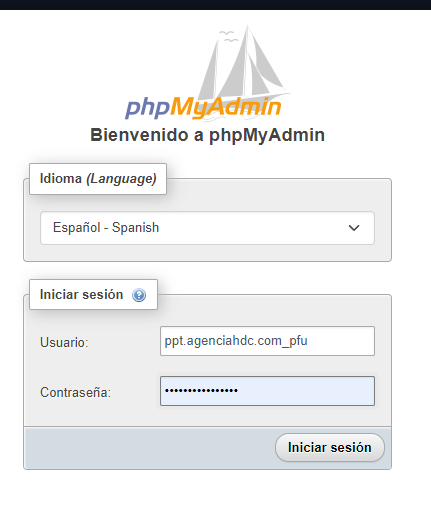 phpMyAdmin
Bienvenido a phpMyAdmin
Idioma (Language)
Español - Spanish
Iniciar sesión ?
Usuario: ppt.agenciahdc.com_pfu
Contraseña: ••••••••••••••••
Iniciar sesión